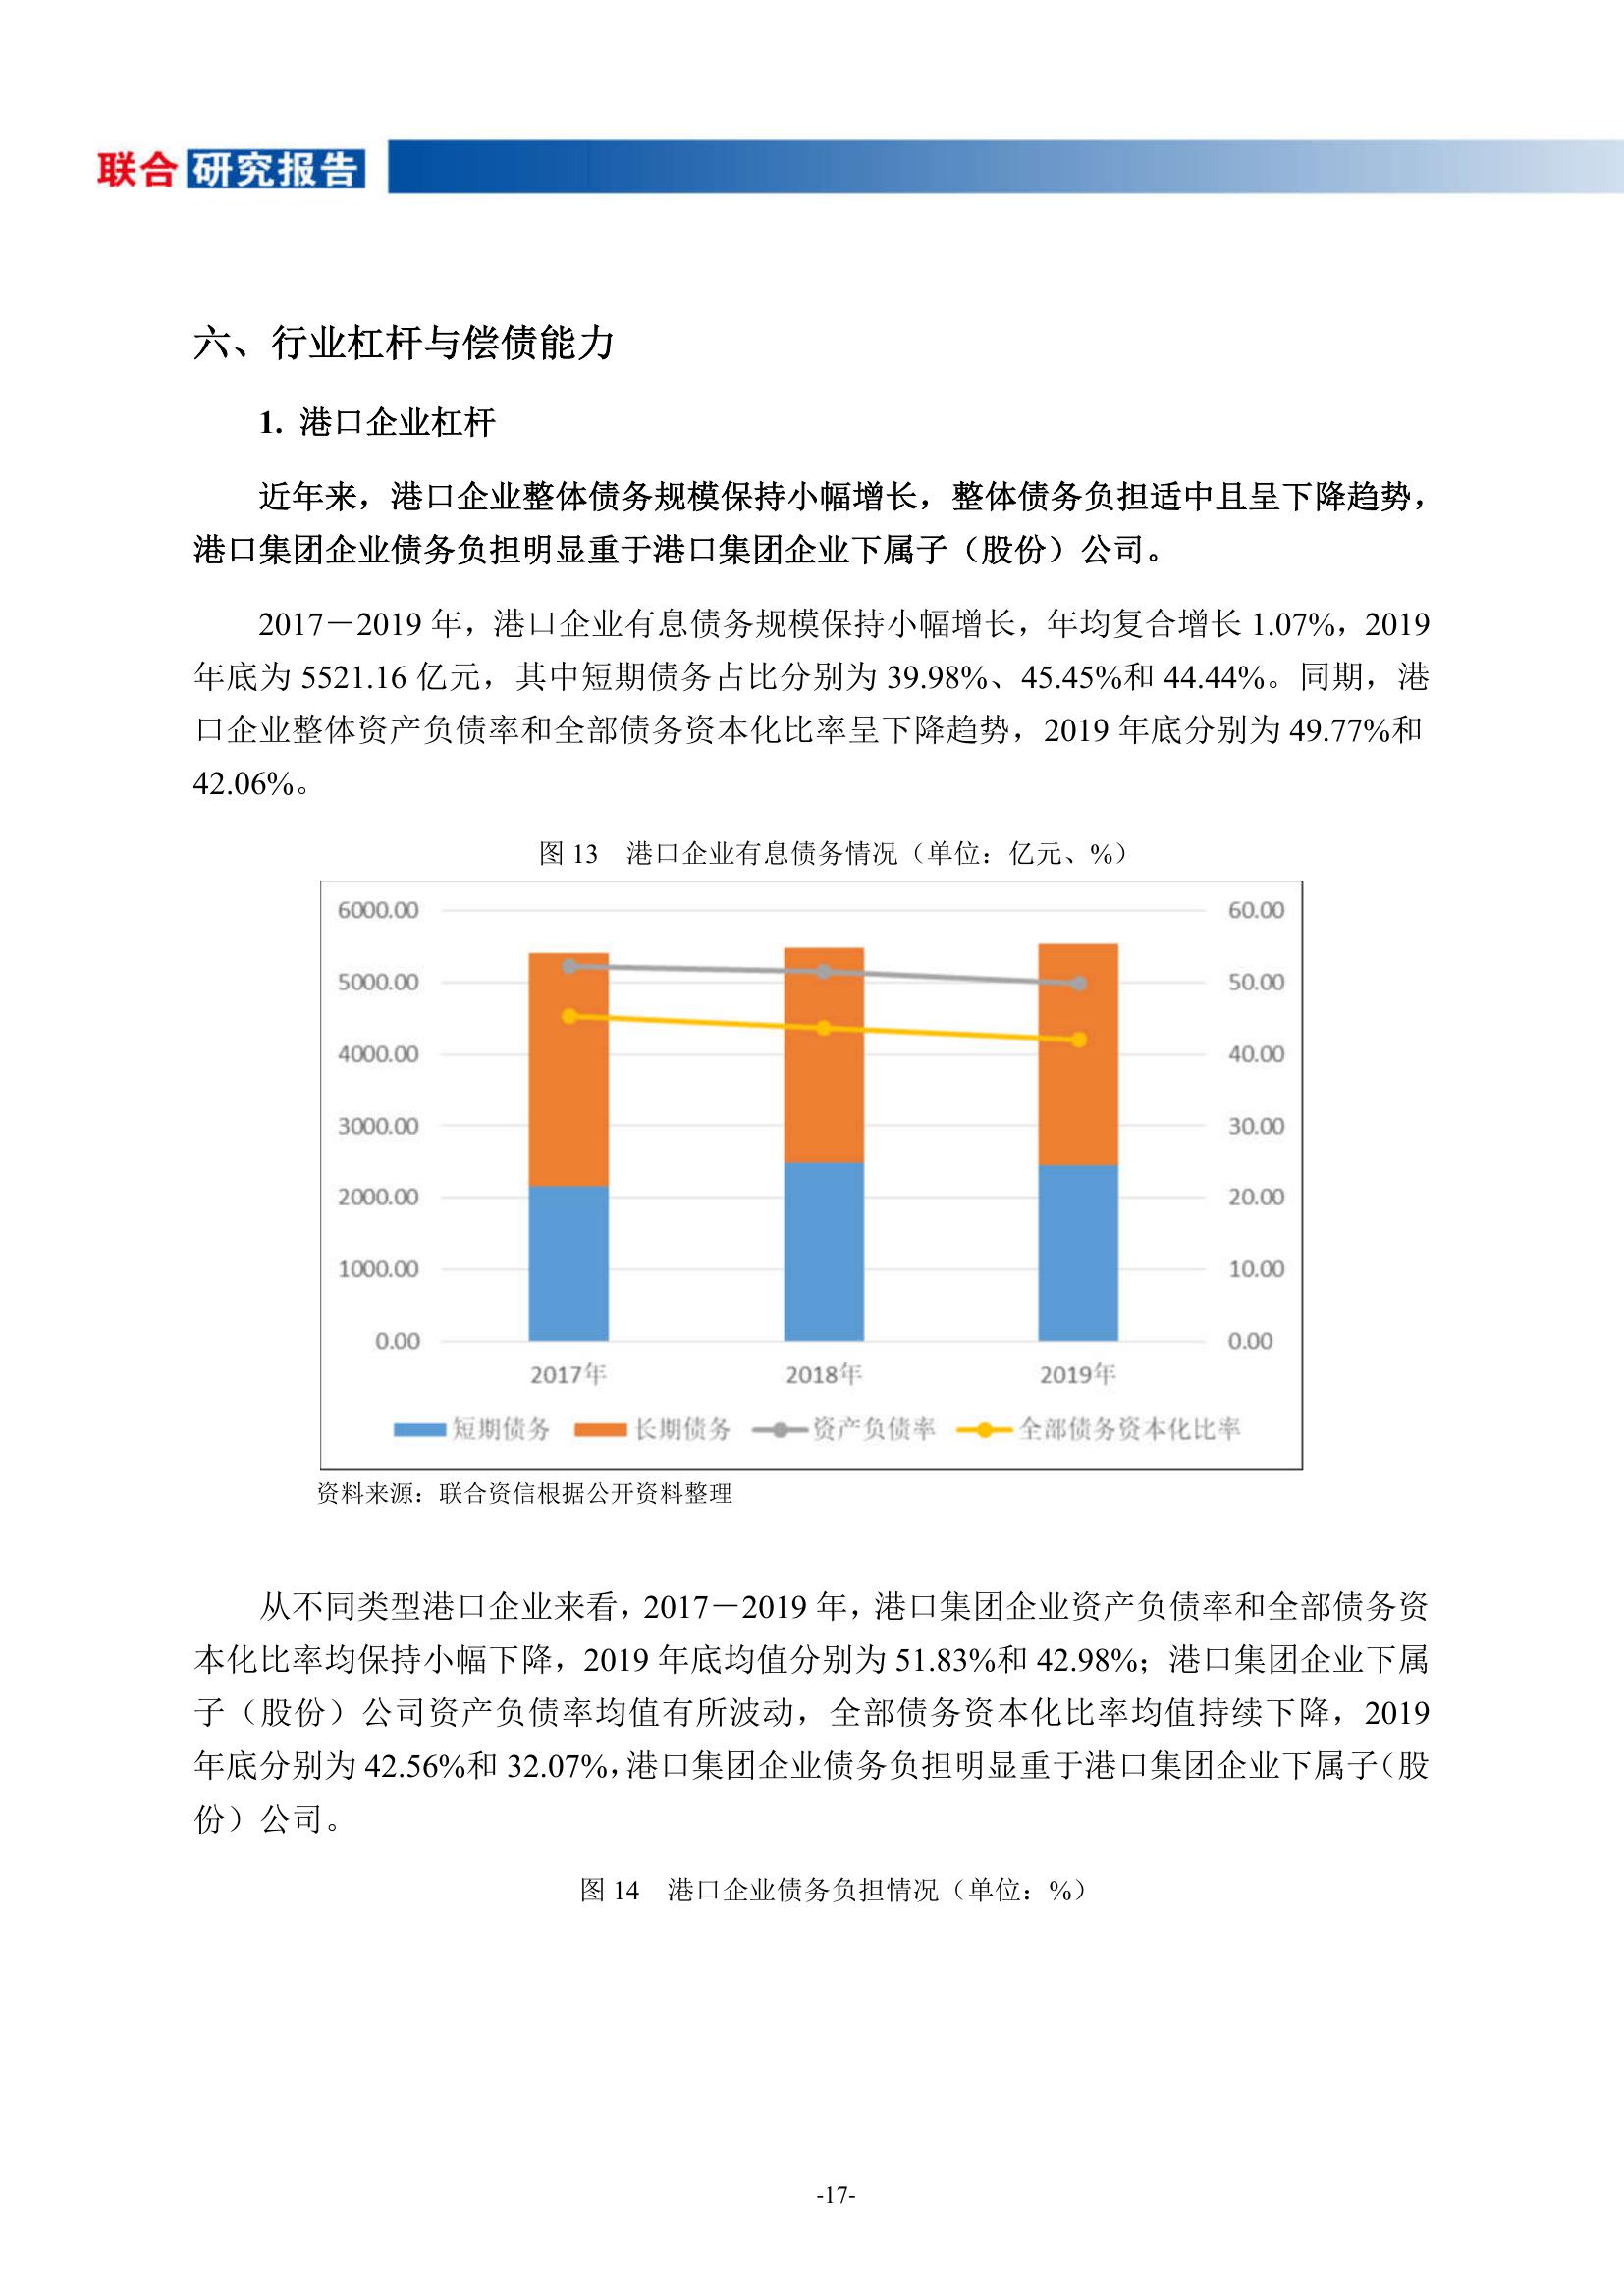 联合 研究报告
六、行业杠杆与偿债能力
1. 港口企业杠杆
近年来，港口企业整体债务规模保持小幅增长，整体债务负担适中且呈下降趋势，
港口集团企业债务负担明显重于港口集团企业下属子（股份）公司。
2017－2019 年，港口企业有息债务规模保持小幅增长，年均复合增长 1.07%，2019
年底为 5521.16 亿元，其中短期债务占比分别为 39.98%、45.45%和 44.44%。同期，港
口企业整体资产负债率和全部债务资本化比率呈下降趋势，2019 年底分别为 49.77%和
42.06%。
图 13 港口企业有息债务情况（单位：亿元、%）
6000.00 60.00
5000.00 50.00
4000.00 40.00
3000.00 30.00
2000.00 20.00
1000.00 10.00
0.00 0.00
2017年 2018年 2019年
短期债务 长期债务 资产负债率 全部债务资本化比率
资料来源：联合资信根据公开资料整理
从不同类型港口企业来看，2017－2019 年，港口集团企业资产负债率和全部债务资
本化比率均保持小幅下降，2019 年底均值分别为 51.83%和 42.98%；港口集团企业下属
子（股份）公司资产负债率均值有所波动，全部债务资本化比率均值持续下降，2019
年底分别为 42.56%和 32.07%，港口集团企业债务负担明显重于港口集团企业下属子（股
份）公司。
图 14 港口企业债务负担情况（单位：%）
-17-